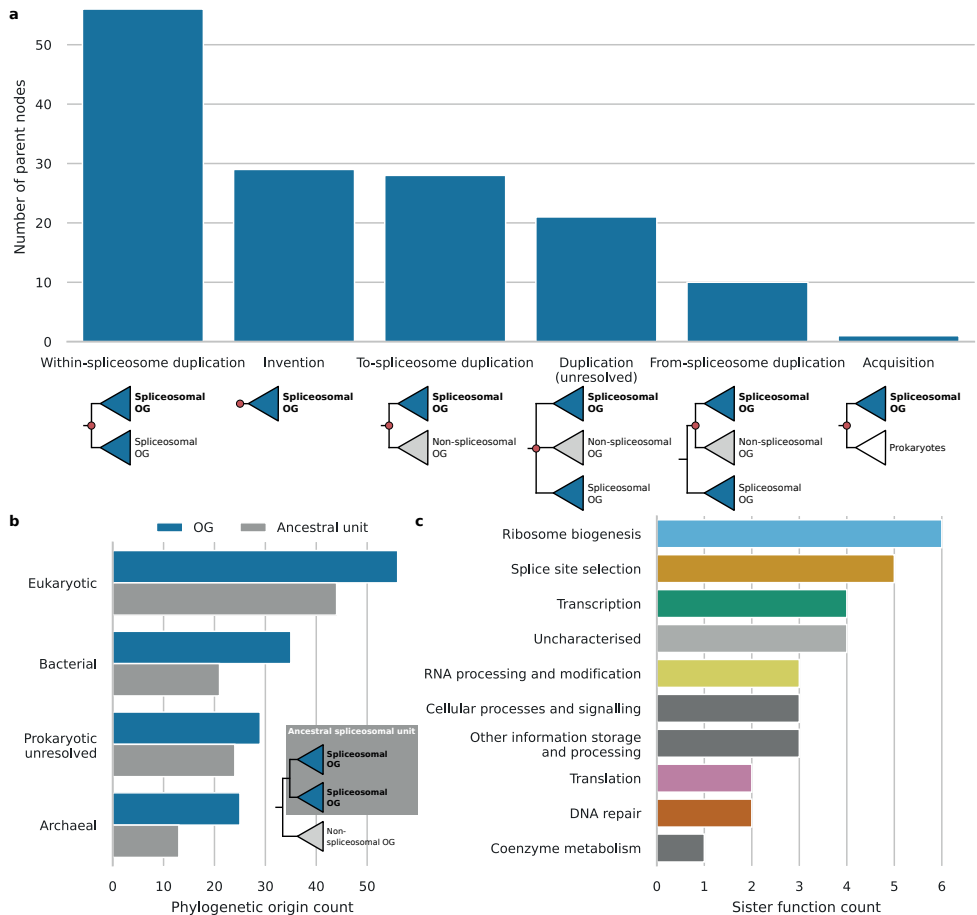 a
Number of parent nodes
50
40
30
20
10
0
Within-spliceosome duplication
Invention
To-spliceosome duplication
Duplication
(unresolved)
From-spliceosome duplication
Acquisition
Spliceosomal
OG
Spliceosomal
OG
Spliceosomal
OG
Spliceosomal
OG
Non-spliceosomal
OG
Spliceosomal
OG
Non-spliceosomal
OG
Spliceosomal
OG
Spliceosomal
OG
Non-spliceosomal
OG
Spliceosomal
OG
Spliceosomal
OG
Prokaryotes
b
OG
Ancestral unit
Eukaryotic
Bacterial
Prokaryotic
unresolved
Archaeal
Ancestral spliceosomal unit
Spliceosomal
OG
Spliceosomal
OG
Non-
spliceosomal OG
0
10
20
30
40
50
Phylogenetic origin count
c
Ribosome biogenesis
Splice site selection
Transcription
Uncharacterised
RNA processing and modification
Cellular processes and signalling
Other information storage
and processing
Translation
DNA repair
Coenzyme metabolism
0
1
2
3
4
5
6
Sister function count